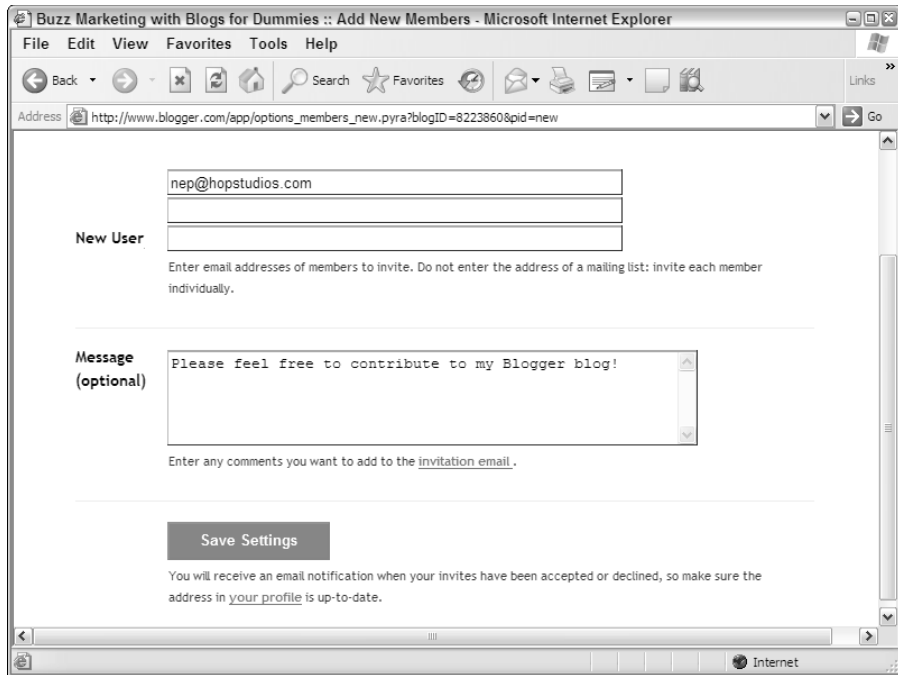 Buzz Marketing with Blogs for Dummies :: Add New Members - Microsoft Internet Explorer
File Edit View Favorites Tools Help
Back Search Favorites Links »
Address http://www.blogger.com/app/options_members_new.pyra?blogID=8223860&pid=new Go
nep@hopstudios.com
New User
Enter email addresses of members to invite. Do not enter the address of a mailing list: invite each member
individually.
Message
(optional)
Please feel free to contribute to my Blogger blog!
Enter any comments you want to add to the invitation email .
Save Settings
You will receive an email notification when your invites have been accepted or declined, so make sure the
address in your profile is up-to-date.
Internet